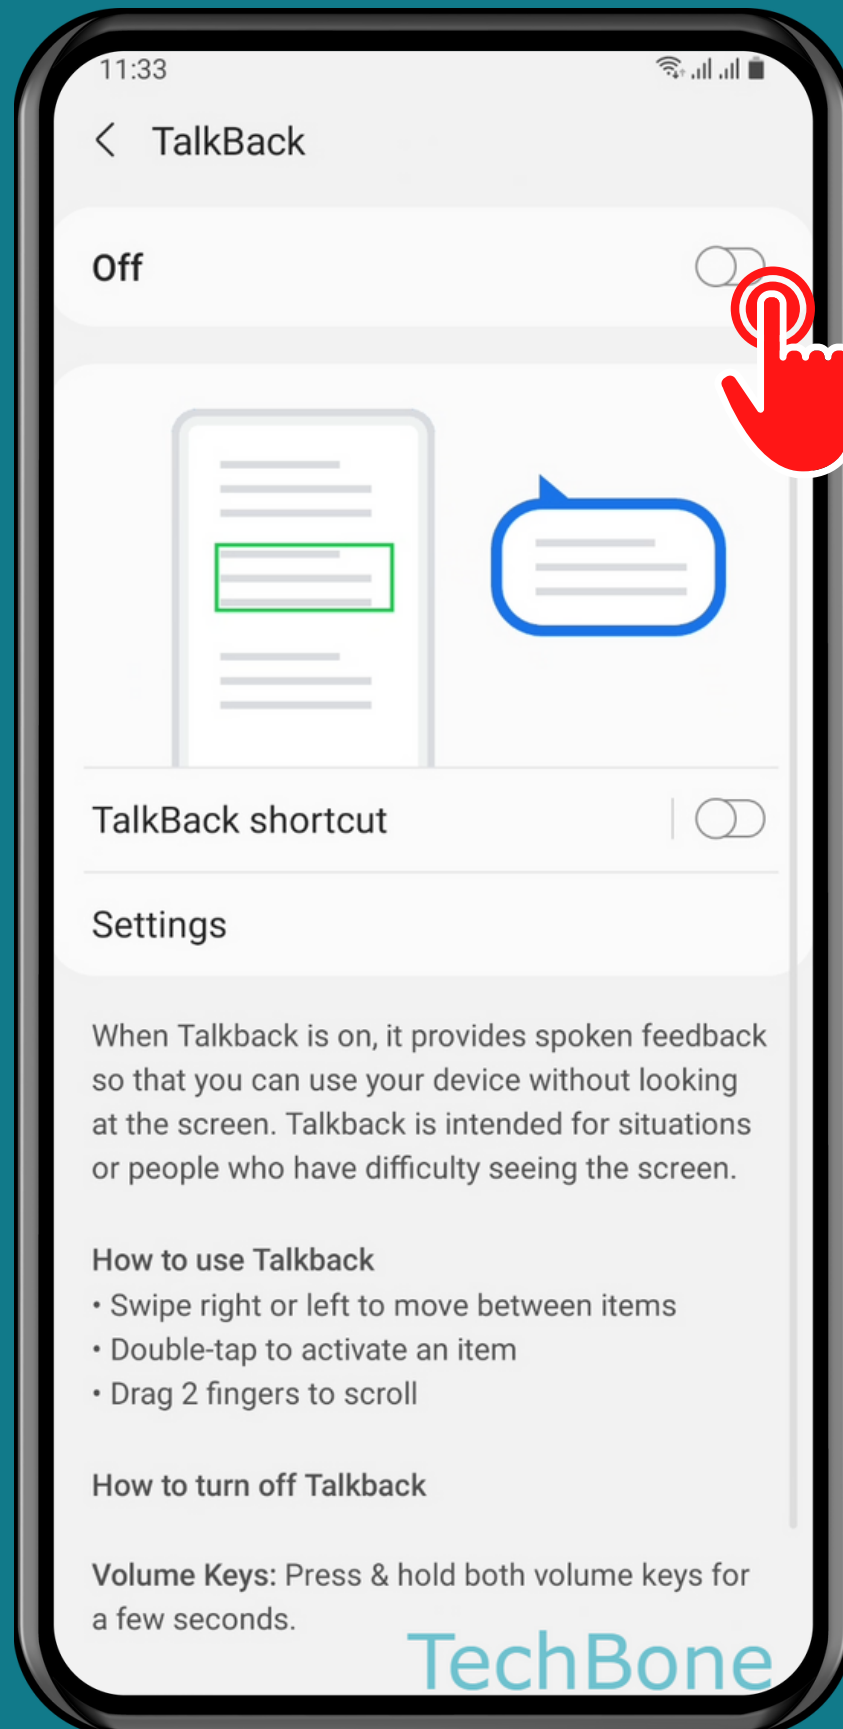 11:33
TalkBack
Off
TalkBack shortcut
Settings
When Talkback is on, it provides spoken feedback
so that you can use your device without looking
at the screen. Talkback is intended for situations
or people who have difficulty seeing the screen.
How to use Talkback
• Swipe right or left to move between items
• Double-tap to activate an item
• Drag 2 fingers to scroll
How to turn off Talkback
Volume Keys: Press & hold both volume keys for
a few seconds.
TechBone